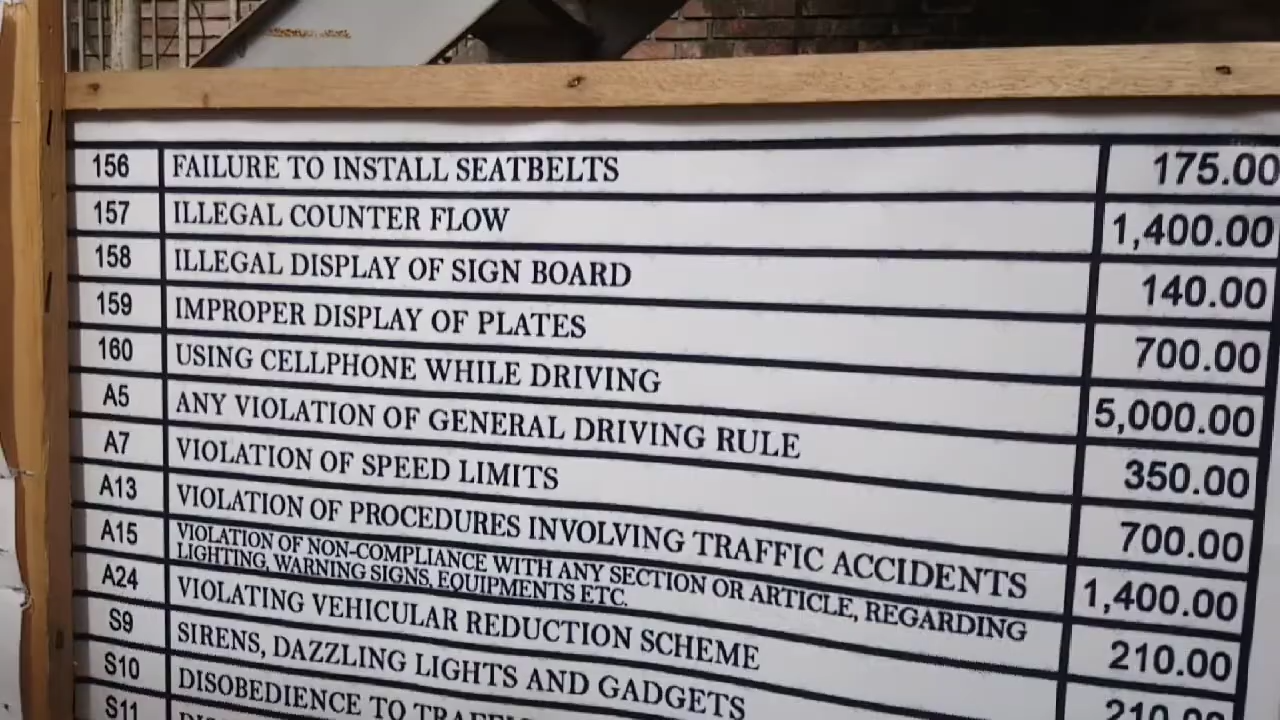 156 FAILURE TO INSTALL SEATBELTS 175.00
157 ILLEGAL COUNTER FLOW 1,400.00
158 ILLEGAL DISPLAY OF SIGN BOARD 140.00
159 IMPROPER DISPLAY OF PLATES 700.00
160 USING CELLPHONE WHILE DRIVING 5,000.00
A5 ANY VIOLATION OF GENERAL DRIVING RULE 350.00
A7 VIOLATION OF SPEED LIMITS 700.00
A13 VIOLATION OF PROCEDURES INVOLVING TRAFFIC ACCIDENTS 1,400.00
A15 VIOLATION OF NON-COMPLIANCE WITH ANY SECTION OR ARTICLE, REGARDING
LIGHTING, WARNING SIGNS, EQUIPMENTS ETC. 210.00
A24 VIOLATING VEHICULAR REDUCTION SCHEME 210.00
S9 SIRENS, DAZZLING LIGHTS AND GADGETS
S10 DISOBEDIENCE TO
S11